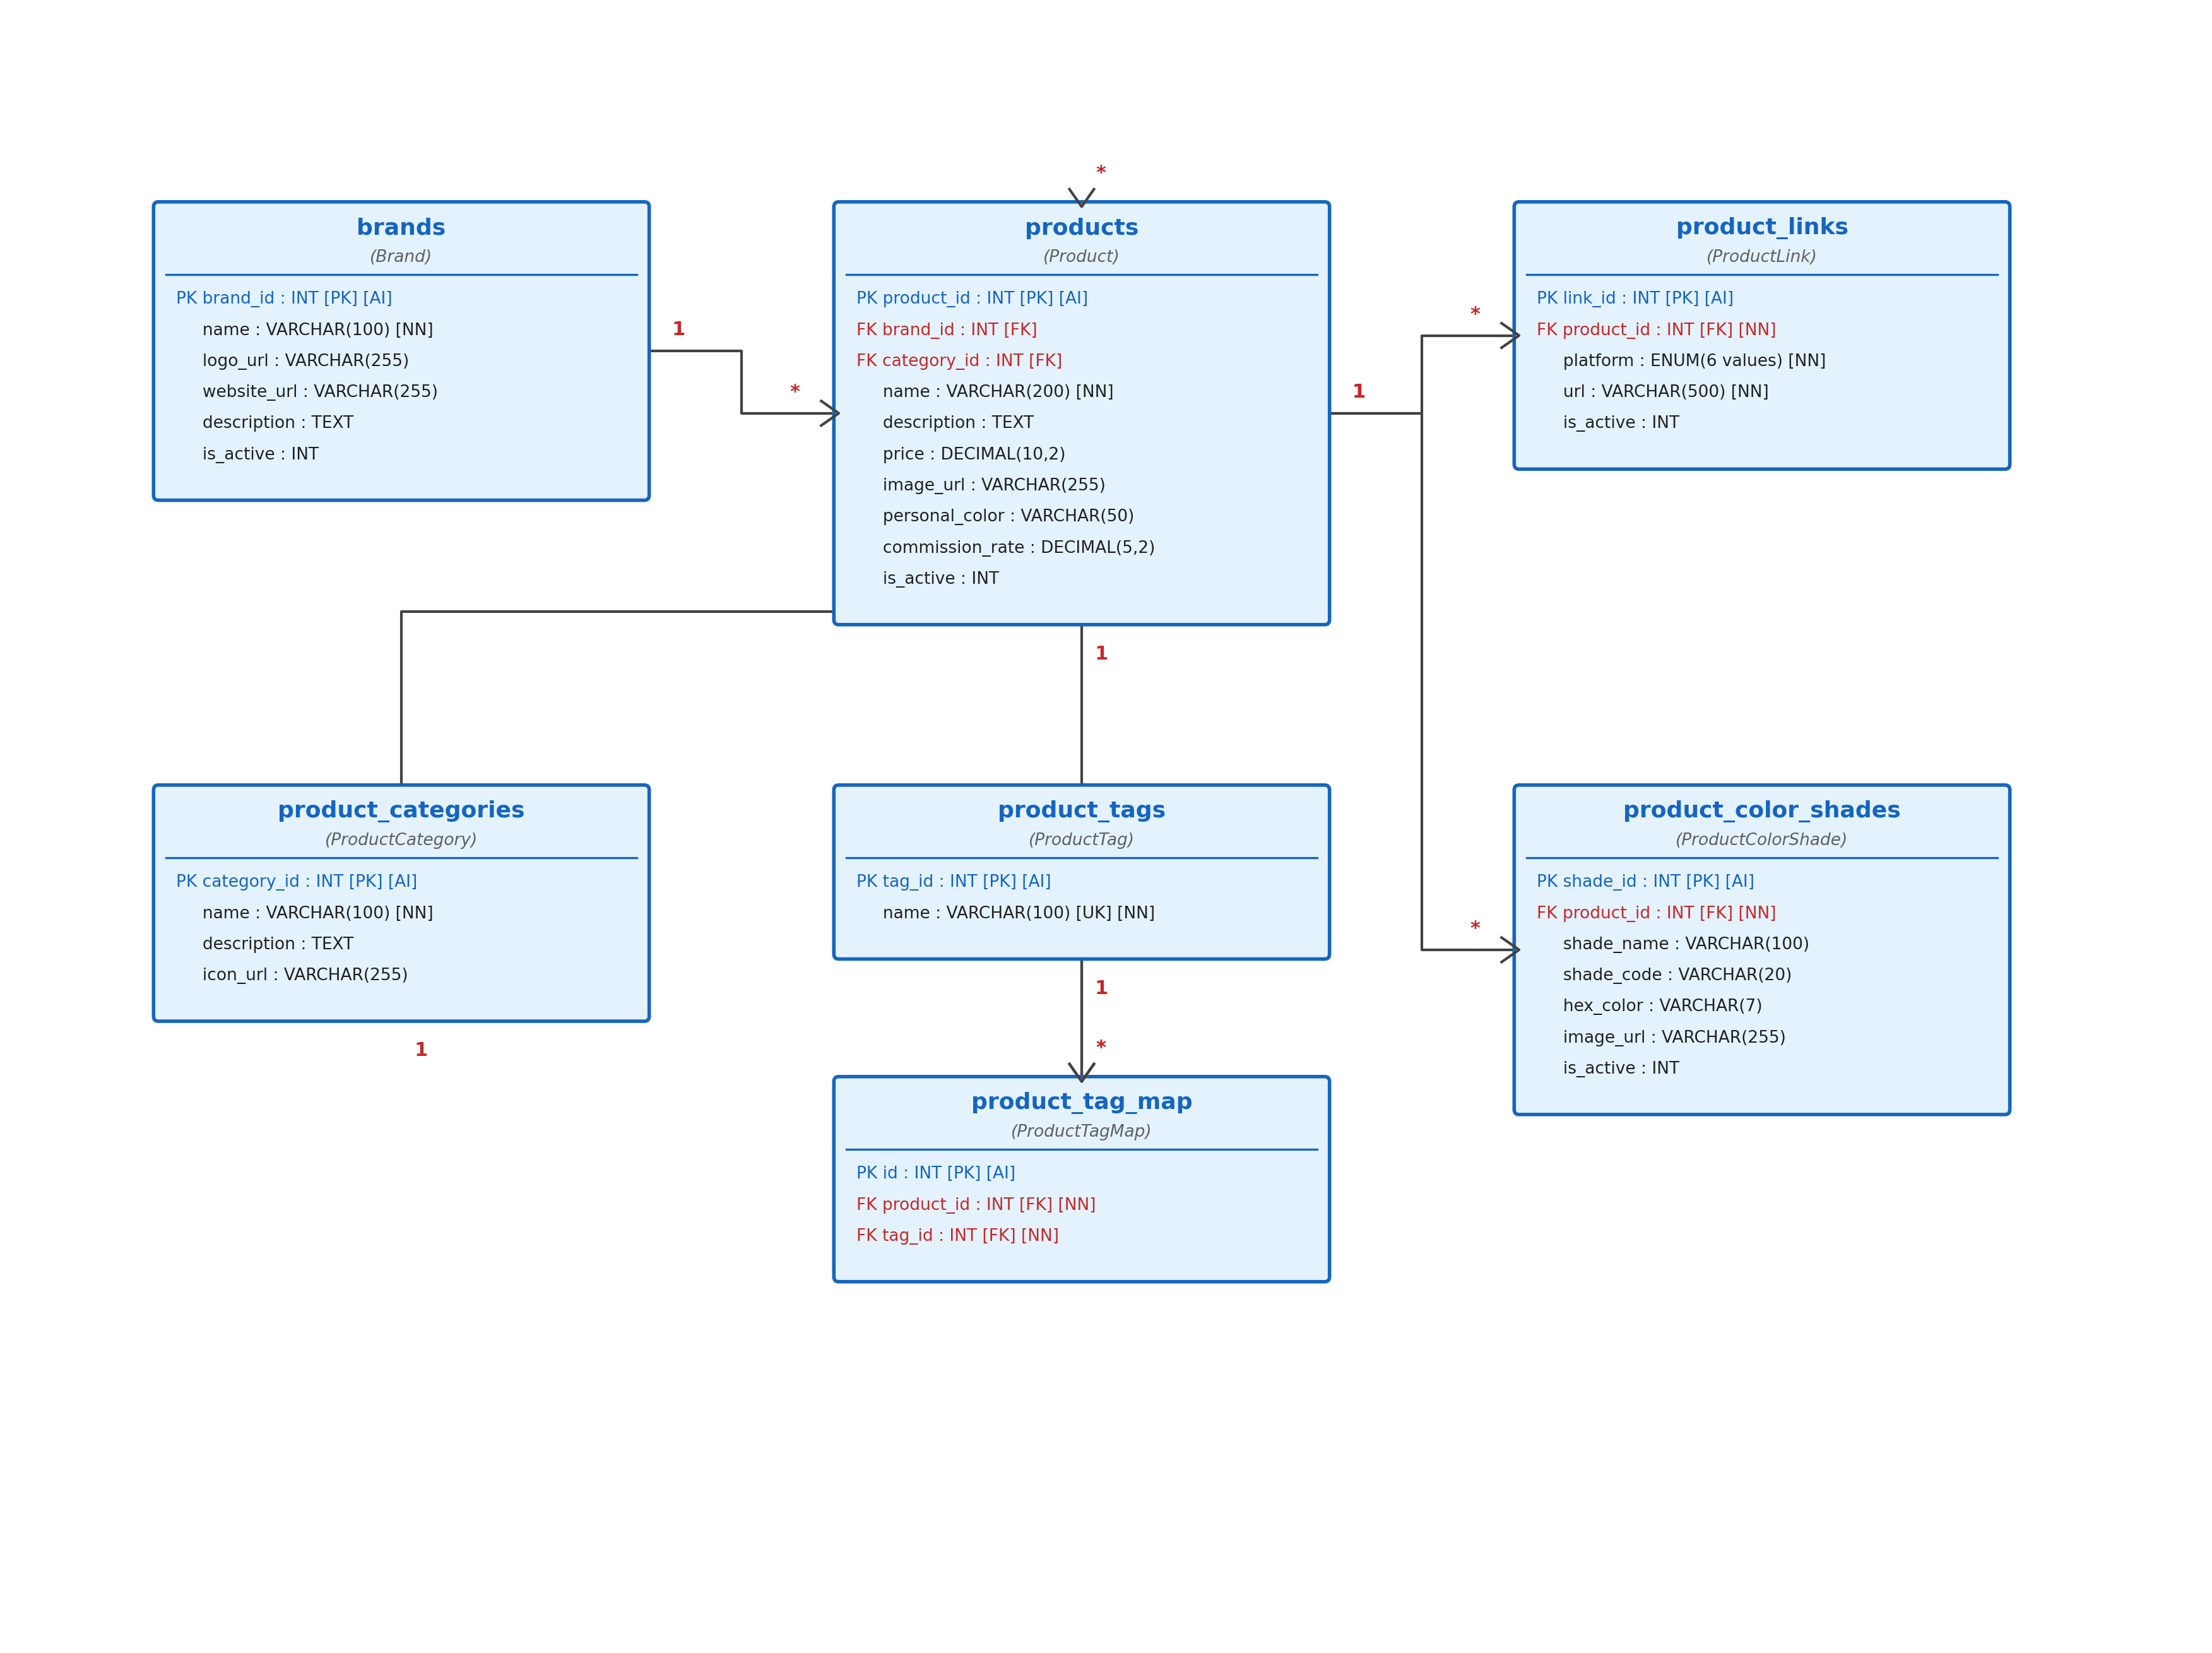 brands
(Brand)
PK brand_id : INT [PK] [AI]
name : VARCHAR(100) [NN]
logo_url : VARCHAR(255)
website_url : VARCHAR(255)
description : TEXT
is_active : INT
1
*
*
products
(Product)
PK product_id : INT [PK] [AI]
FK brand_id : INT [FK]
FK category_id : INT [FK]
name : VARCHAR(200) [NN]
description : TEXT
price : DECIMAL(10,2)
image_url : VARCHAR(255)
personal_color : VARCHAR(50)
commission_rate : DECIMAL(5,2)
is_active : INT
1
1
*
product_links
(ProductLink)
PK link_id : INT [PK] [AI]
FK product_id : INT [FK] [NN]
platform : ENUM(6 values) [NN]
url : VARCHAR(500) [NN]
is_active : INT
product_categories
(ProductCategory)
PK category_id : INT [PK] [AI]
name : VARCHAR(100) [NN]
description : TEXT
icon_url : VARCHAR(255)
1
product_tags
(ProductTag)
PK tag_id : INT [PK] [AI]
name : VARCHAR(100) [UK] [NN]
1
*
*
product_color_shades
(ProductColorShade)
PK shade_id : INT [PK] [AI]
FK product_id : INT [FK] [NN]
shade_name : VARCHAR(100)
shade_code : VARCHAR(20)
hex_color : VARCHAR(7)
image_url : VARCHAR(255)
is_active : INT
product_tag_map
(ProductTagMap)
PK id : INT [PK] [AI]
FK product_id : INT [FK] [NN]
FK tag_id : INT [FK] [NN]